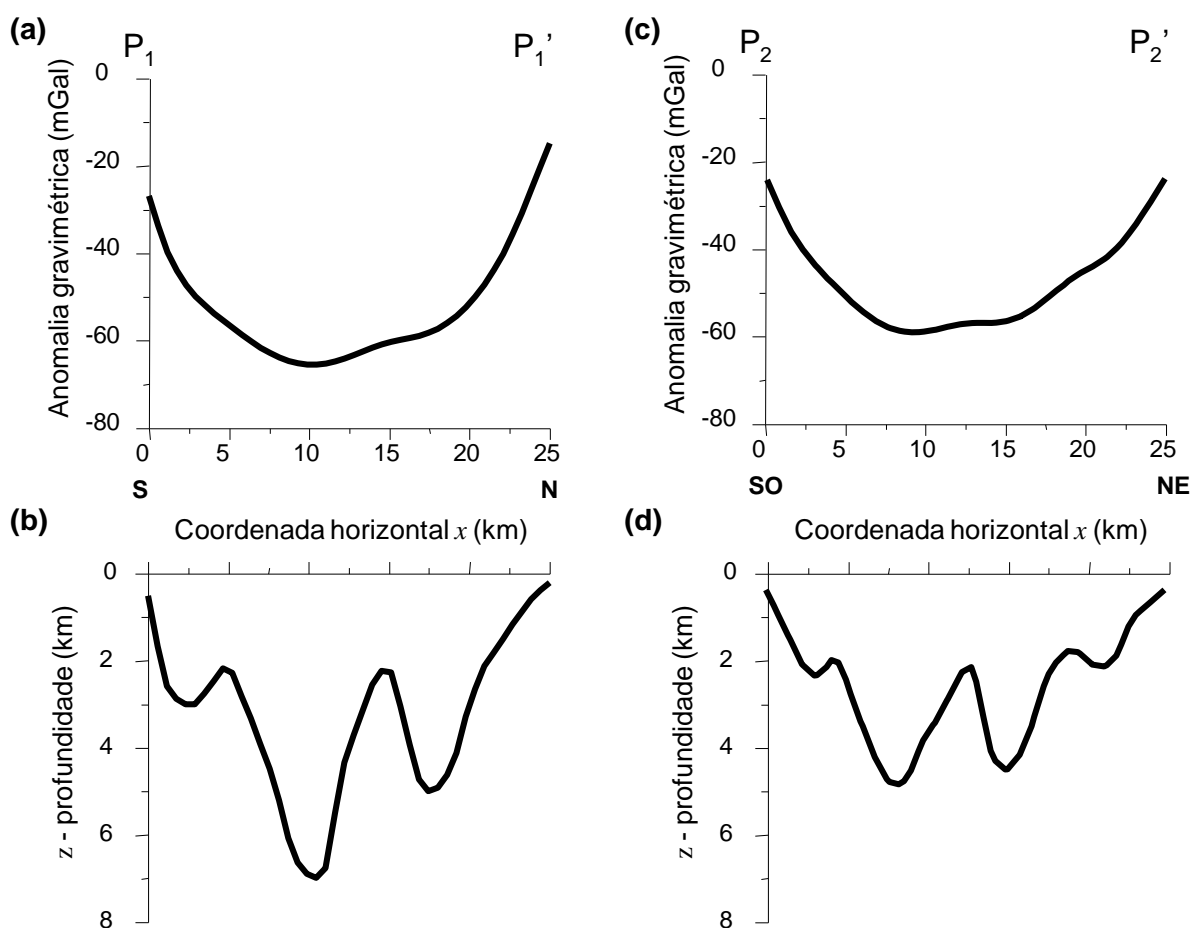 (a)
P1 P1’
0
-20
-40
-60
-80
Anomalia gravimétrica (mGal)
0 5 10 15 20 25
S N
(c)
P2 P2’
0
-20
-40
-60
-80
Anomalia gravimétrica (mGal)
0 5 10 15 20 25
SO NE
(b)
Coordenada horizontal x (km)
0
2
4
6
8
z - profundidade (km)
(d)
Coordenada horizontal x (km)
0
2
4
6
8
z - profundidade (km)